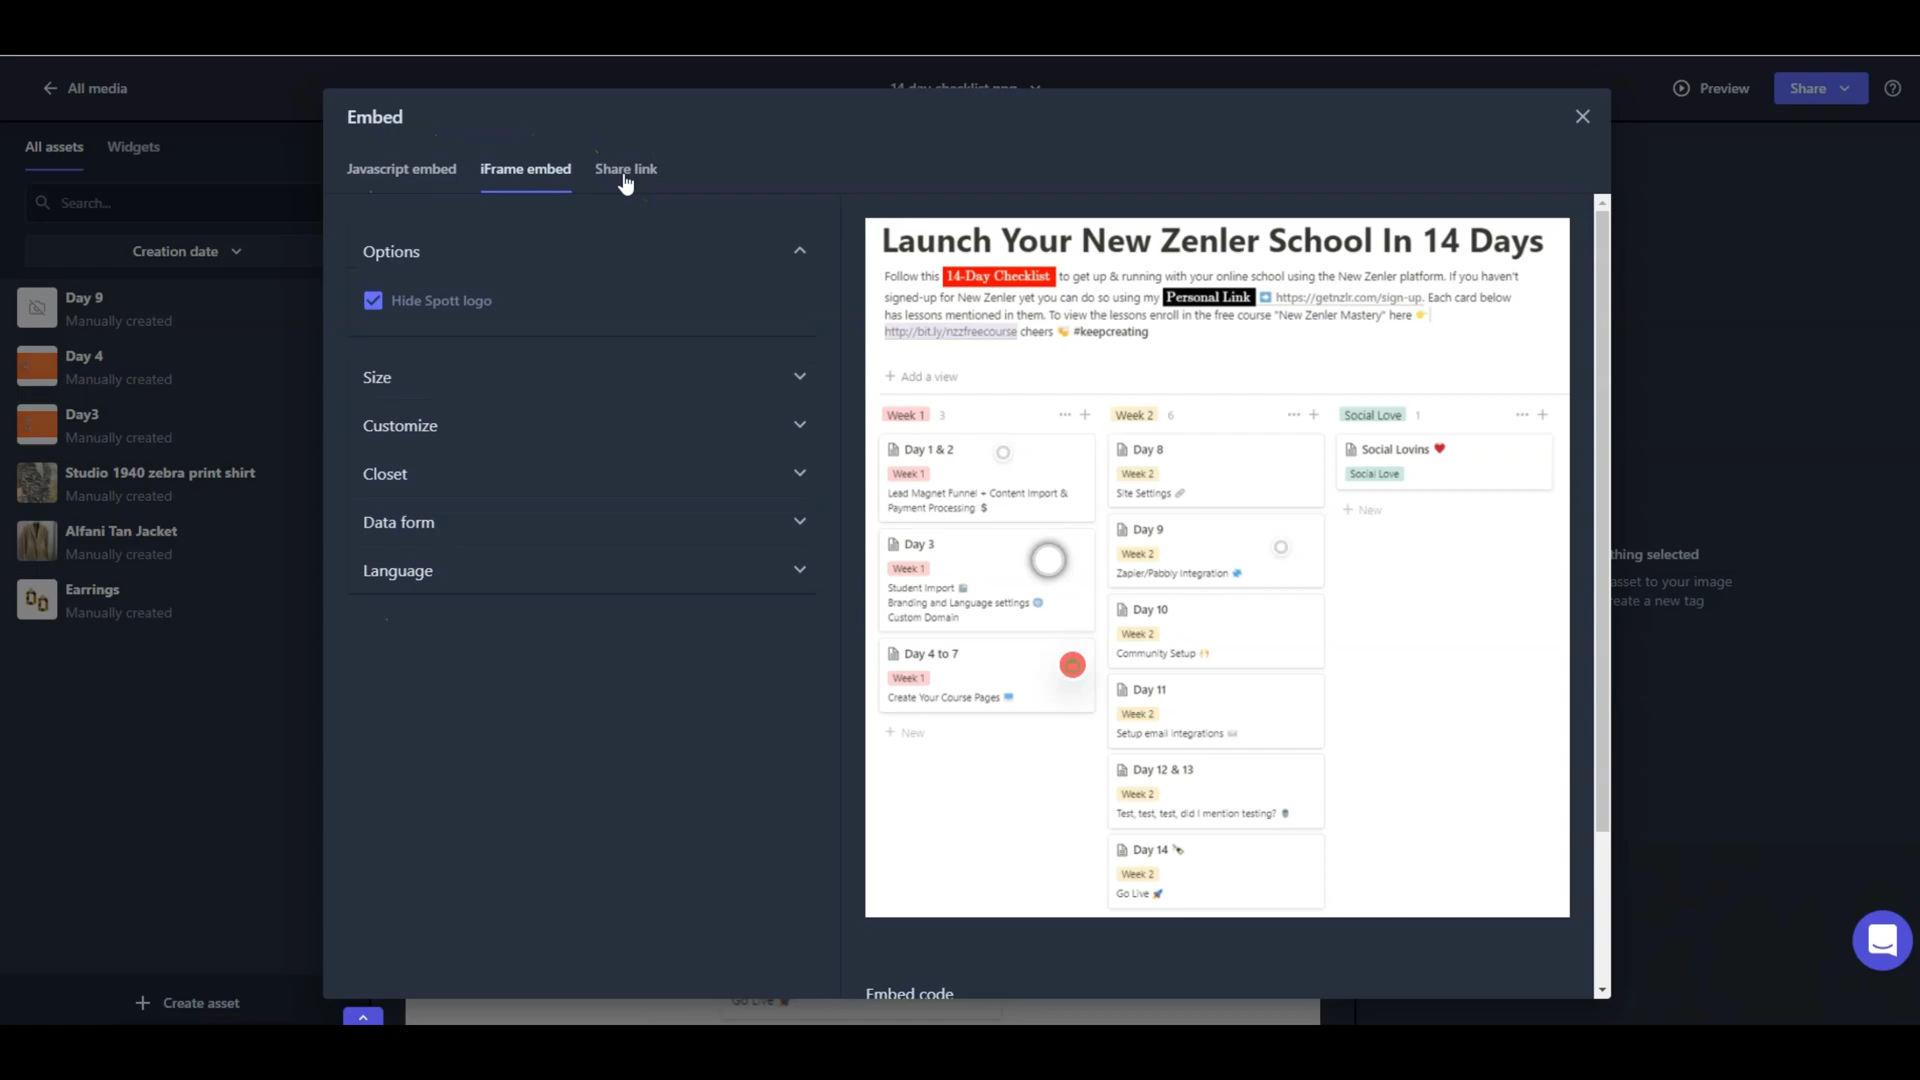 All media
14 day checklist.png
Preview
Share
Embed
All assets
Widgets
Javascript embed
iFrame embed
Share link
Search...
Creation date
Day 9
Manually created
Day 4
Manually created
Day3
Manually created
Studio 1940 zebra print shirt
Manually created
Alfani Tan Jacket
Manually created
Earrings
Manually created
Create asset
Options
Hide Spott logo
Size
Customize
Closet
Data form
Language
Launch Your New Zenler School In 14 Days
Follow this 14-Day Checklist to get up & running with your online school using the New Zenler platform. If you haven't
signed-up for New Zenler yet you can do so using my Personal Link ➡️ https://getnzlr.com/sign-up. Each card below
has lessons mentioned in them. To view the lessons enroll in the free course "New Zenler Mastery" here 👉
http://bit.ly/nzzfreecourse cheers 🍻 #keepcreating
+ Add a view
Week 1 3 ... +
Day 1 & 2
Week 1
Lead Magnet Funnel + Content Import &
Payment Processing 💲
Day 3
Week 1
Student Import
Branding and Language settings 🌐
Custom Domain
Day 4 to 7
Week 1
Create Your Course Pages
+ New
Week 2 6 ... +
Day 8
Week 2
Site Settings 🔗
Day 9
Week 2
Zapier/Pabbly Integration
Day 10
Week 2
Community Setup 🙌
Day 11
Week 2
Setup email integrations
Day 12 & 13
Week 2
Test, test, test, did I mention testing?
Day 14
Week 2
Go Live 🚀
Social Love 1 ... +
Social Lovins ♥
Social Love
+ New
Embed code
thing selected
asset to your image
reate a new tag
Go Live 🚀